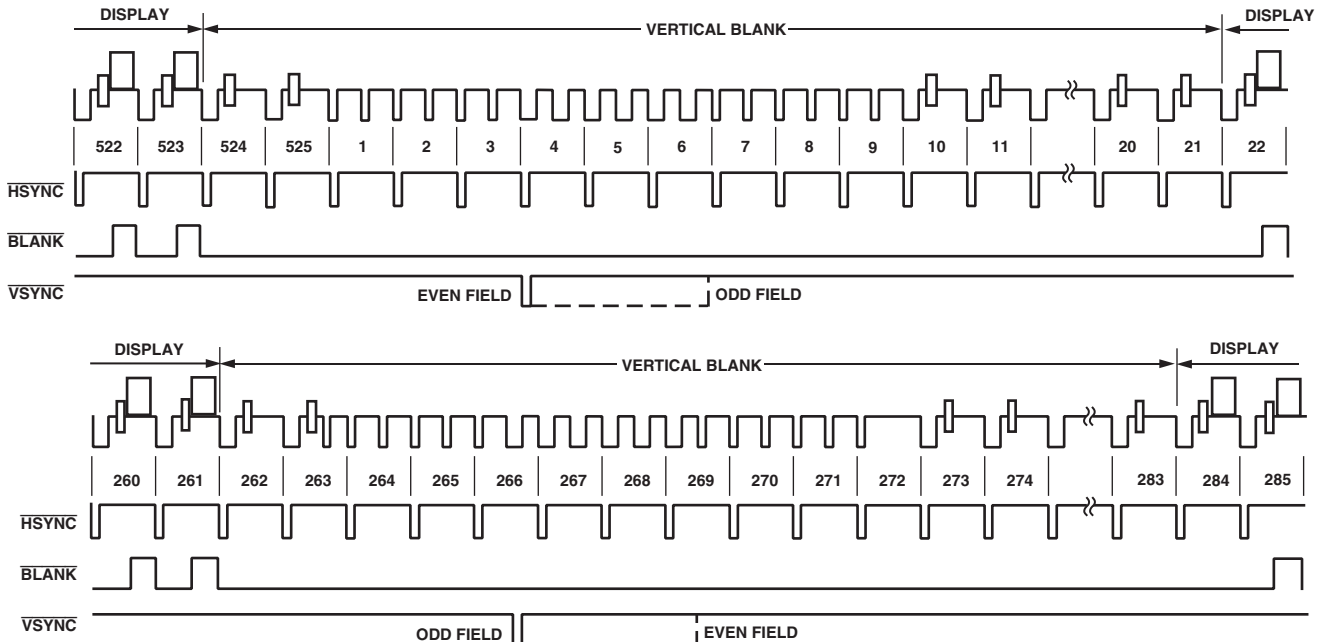 DISPLAY VERTICAL BLANK DISPLAY
522 523 524 525 1 2 3 4 5 6 7 8 9 10 11 20 21 22
HSYNC
BLANK
VSYNC EVEN FIELD ODD FIELD
DISPLAY VERTICAL BLANK DISPLAY
260 261 262 263 264 265 266 267 268 269 270 271 272 273 274 283 284 285
HSYNC
BLANK
VSYNC ODD FIELD EVEN FIELD